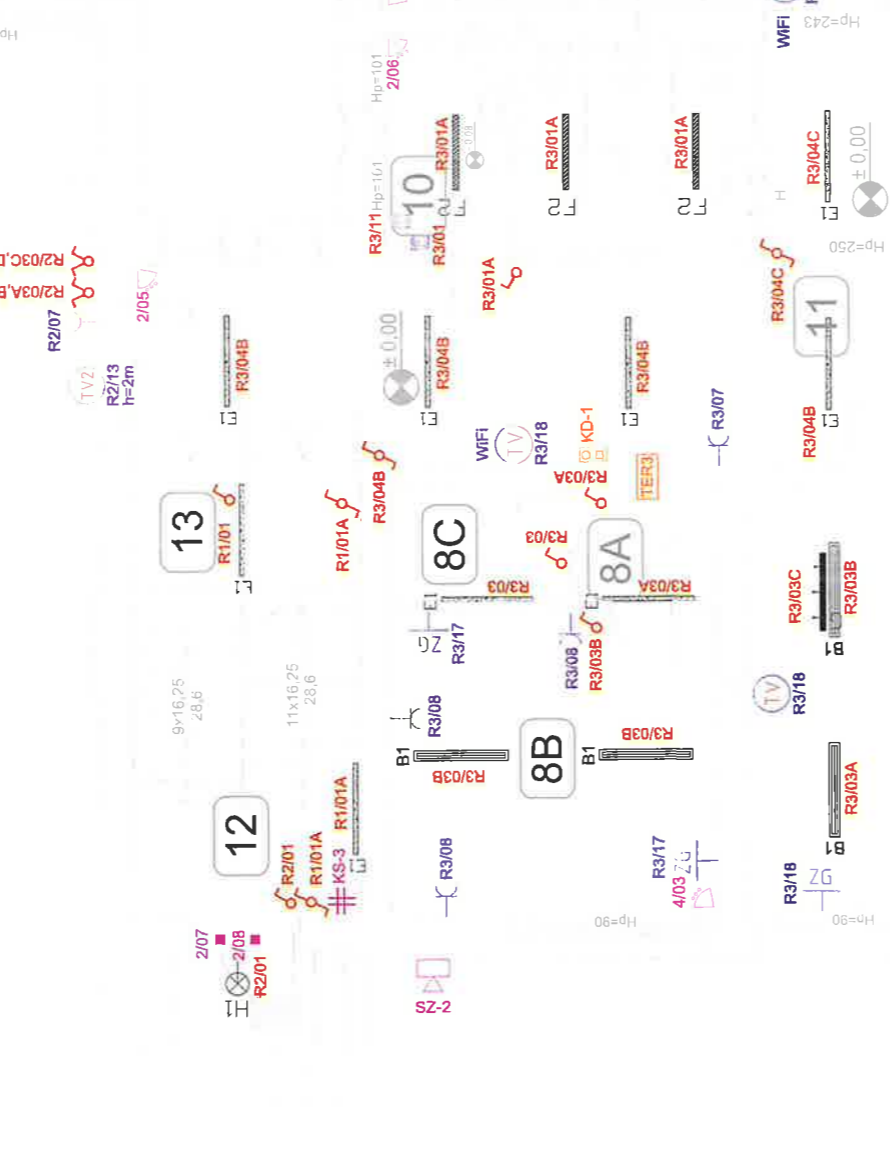 WiFi
Hp=243
Hp
Hp=101
2/06
R3/01A
R3/01A
R3/01A
R3/04C
± 0,00
E1
Hp=101
10
R3/11
R3/01
F2
F2
F2
R2/03C,
R2/03A,
2/05
R2/07
TV2
R2/13
h=2m
R3/01A
R3/04C
Hp=250
H
11
R3/04B
E1
± 0,00
R3/04B
E1
R3/04B
E1
R3/04B
E1
WiFi
TV
R3/18
KD-1
R3/07
TER3
R3/03A
13
R1/01
E1
R1/01A
R3/04B
8C
R3/03
8A
E1
R3/03
E1
R3/03A
R3/03C
R3/03B
B1
ZG
R3/17
R3/08
R3/03B
9x16,25
28,6
11x16,25
28,6
R3/08
TV
R3/18
B1
R3/03B
8B
B1
R3/03B
R3/03A
B1
12
R1/01A
E1
R2/01
R1/01A
KS-3
R3/08
R3/17
ZG
4/03
R3/18
ZG
Hp=90
Hp=90
2/07
2/08
R2/01
H1
SZ-2